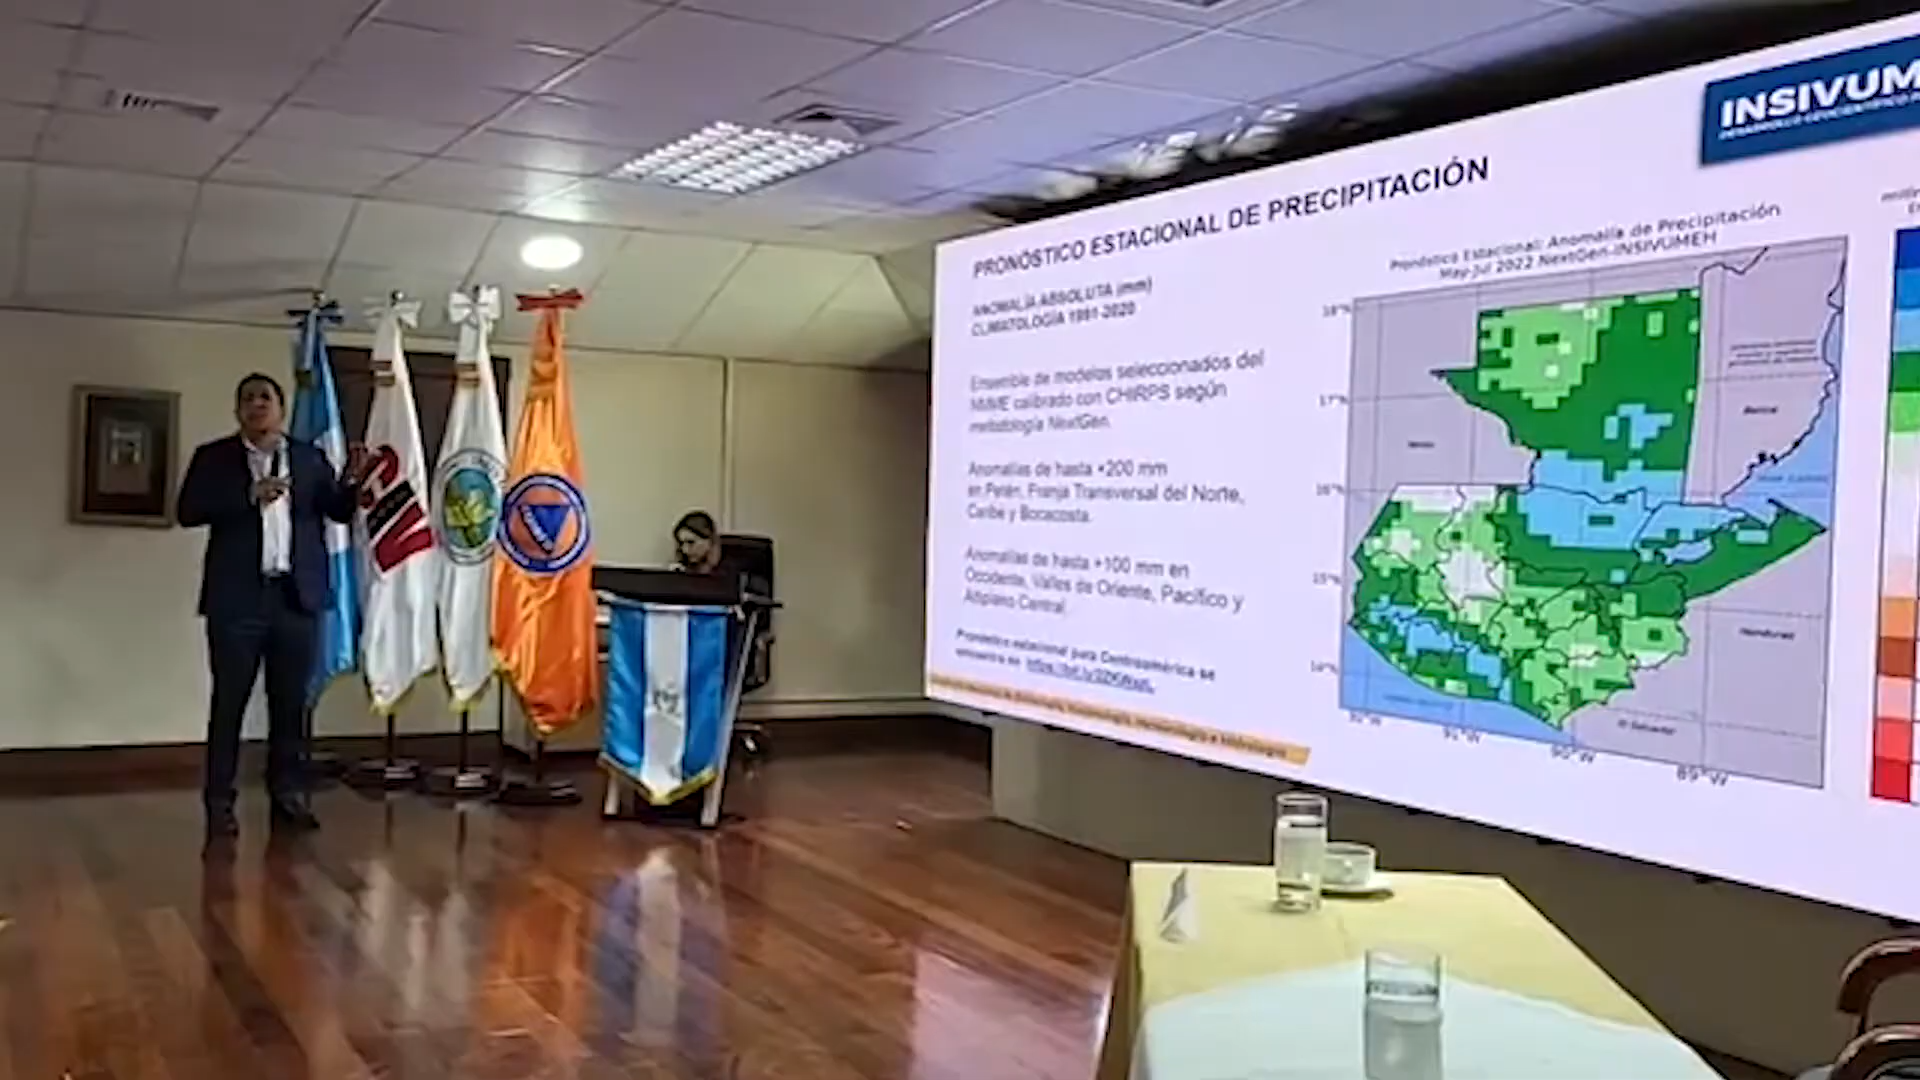 INSIVUM
PRONÓSTICO ESTACIONAL DE PRECIPITACIÓN
ANOMALÍA ABSOLUTA (mm)
CLIMATOLOGÍA 1991-2020
Ensemble de modelos seleccionados del
NMME calibrado con CHIRPS según
metodología NextGen.
Anomalías de hasta +200 mm
en Petén, Franja Transversal del Norte,
Caribe y Bocacosta.
Anomalías de hasta +100 mm en
Occidente, Valles de Oriente, Pacífico y
Altiplano Central
Pronóstico estacional para Centroamérica se
encuentra en
Pronóstico Estacional: Anomalía de Precipitación
May-Jul 2022 NextGen-INSIVUMEH
18°N
17°N
Belice
16°N
15°N
Honduras
14°N
El Salvador
91°W
90°W
89°W